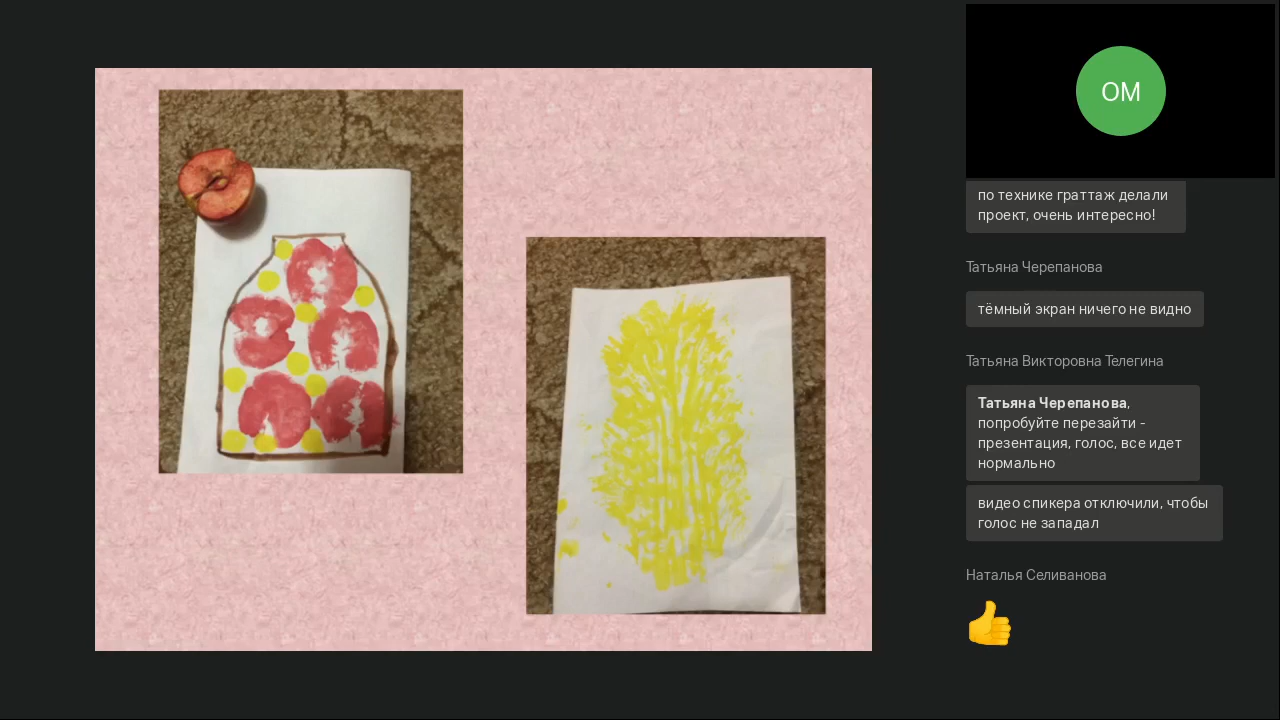 ОМ
по технике граттаж делали
проект, очень интересно!
Татьяна Черепанова
тёмный экран ничего не видно
Татьяна Викторовна Телегина
Татьяна Черепанова,
попробуйте перезайти -
презентация, голос, все идет
нормально
видео спикера отключили, чтобы
голос не западал
Наталья Селиванова